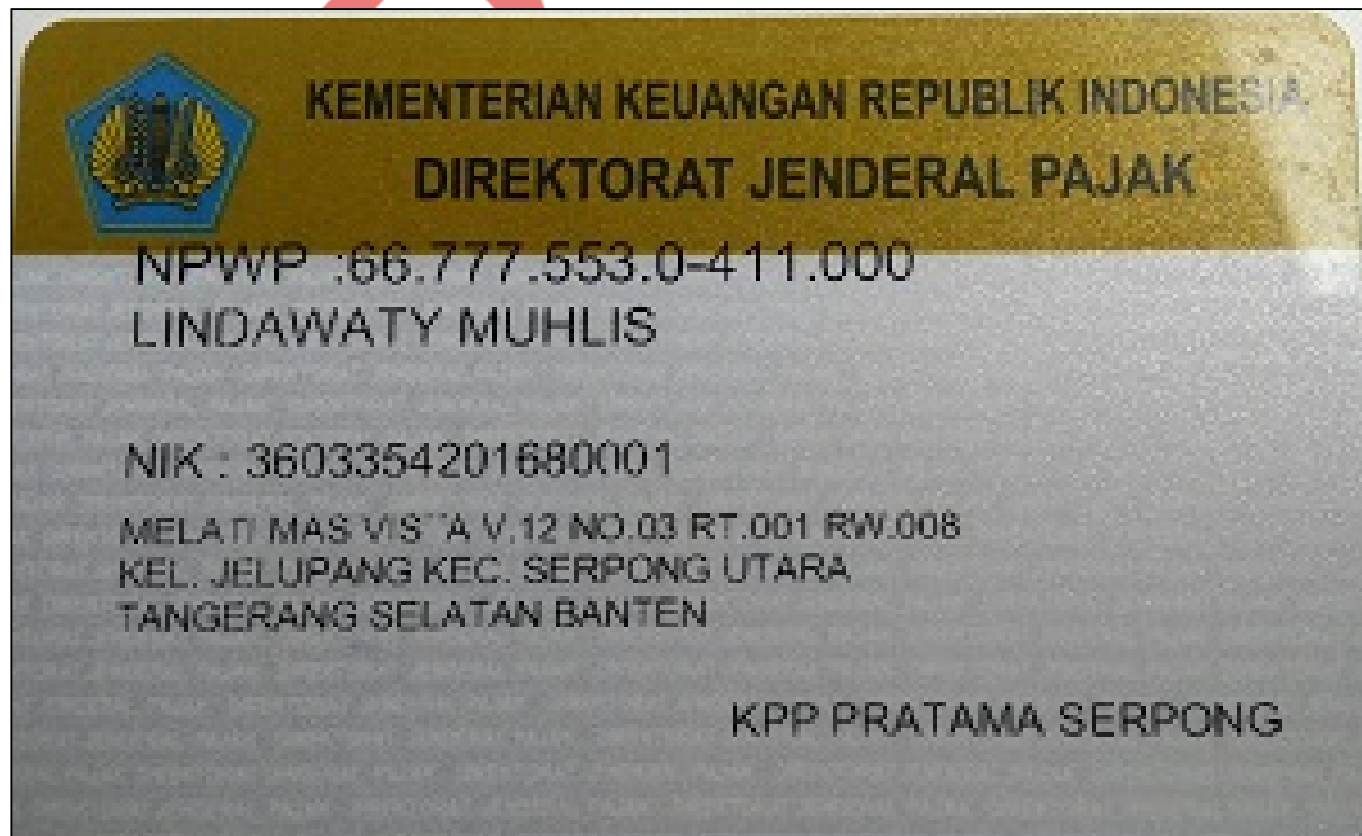 KEMENTERIAN KEUANGAN REPUBLIK INDONESIA
DIREKTORAT JENDERAL PAJAK
NPWP :66.777.553.0-411.000
LINDAWATY MUHLIS
NIK : 3603354201680001
MELATI MAS VISTA V.12 NO.03 RT.001 RW.008
KEL. JELUPANG KEC. SERPONG UTARA
TANGERANG SELATAN BANTEN
KPP PRATAMA SERPONG